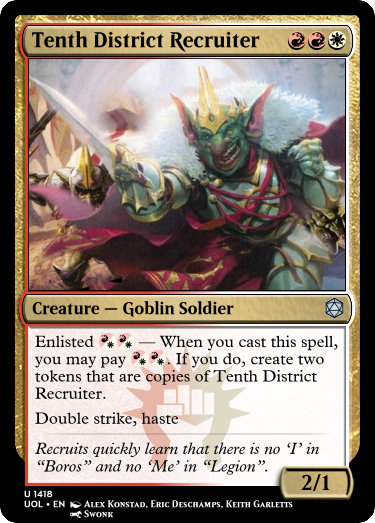 Tenth District Recruiter
Creature — Goblin Soldier
Enlisted — When you cast this spell,
you may pay . If you do, create two
tokens that are copies of Tenth District
Recruiter.
Double strike, haste
Recruits quickly learn that there is no ‘I’ in
“Boros” and no ‘Me’ in “Legion”.
2/1
U 1418
UOL • EN Alex Konstad, Eric Deschamps, Keith Garletts
Swonk